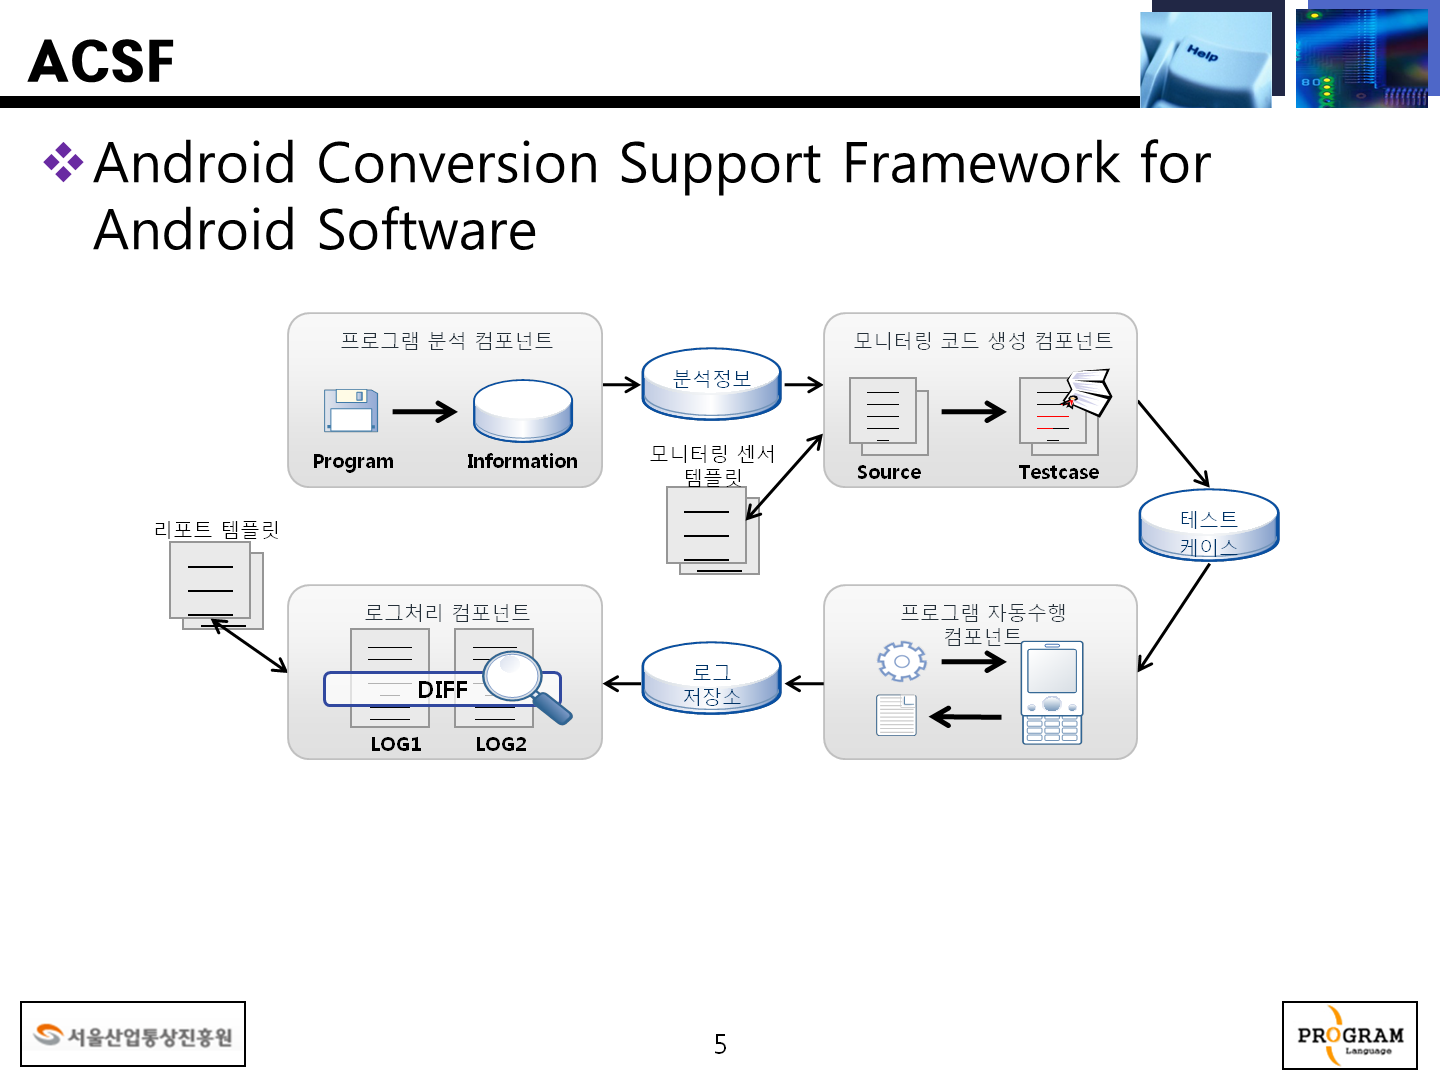 ACSF
Help
Android Conversion Support Framework for
Android Software
프로그램 분석 컴포넌트
Program
Information
분석정보
모니터링 코드 생성 컴포넌트
Source
Testcase
모니터링 센서
템플릿
테스트
케이스
리포트 템플릿
로그처리 컴포넌트
DIFF
LOG1
LOG2
로그
저장소
프로그램 자동수행
컴포넌트
서울산업통상진흥원
5
PROGRAM
Language